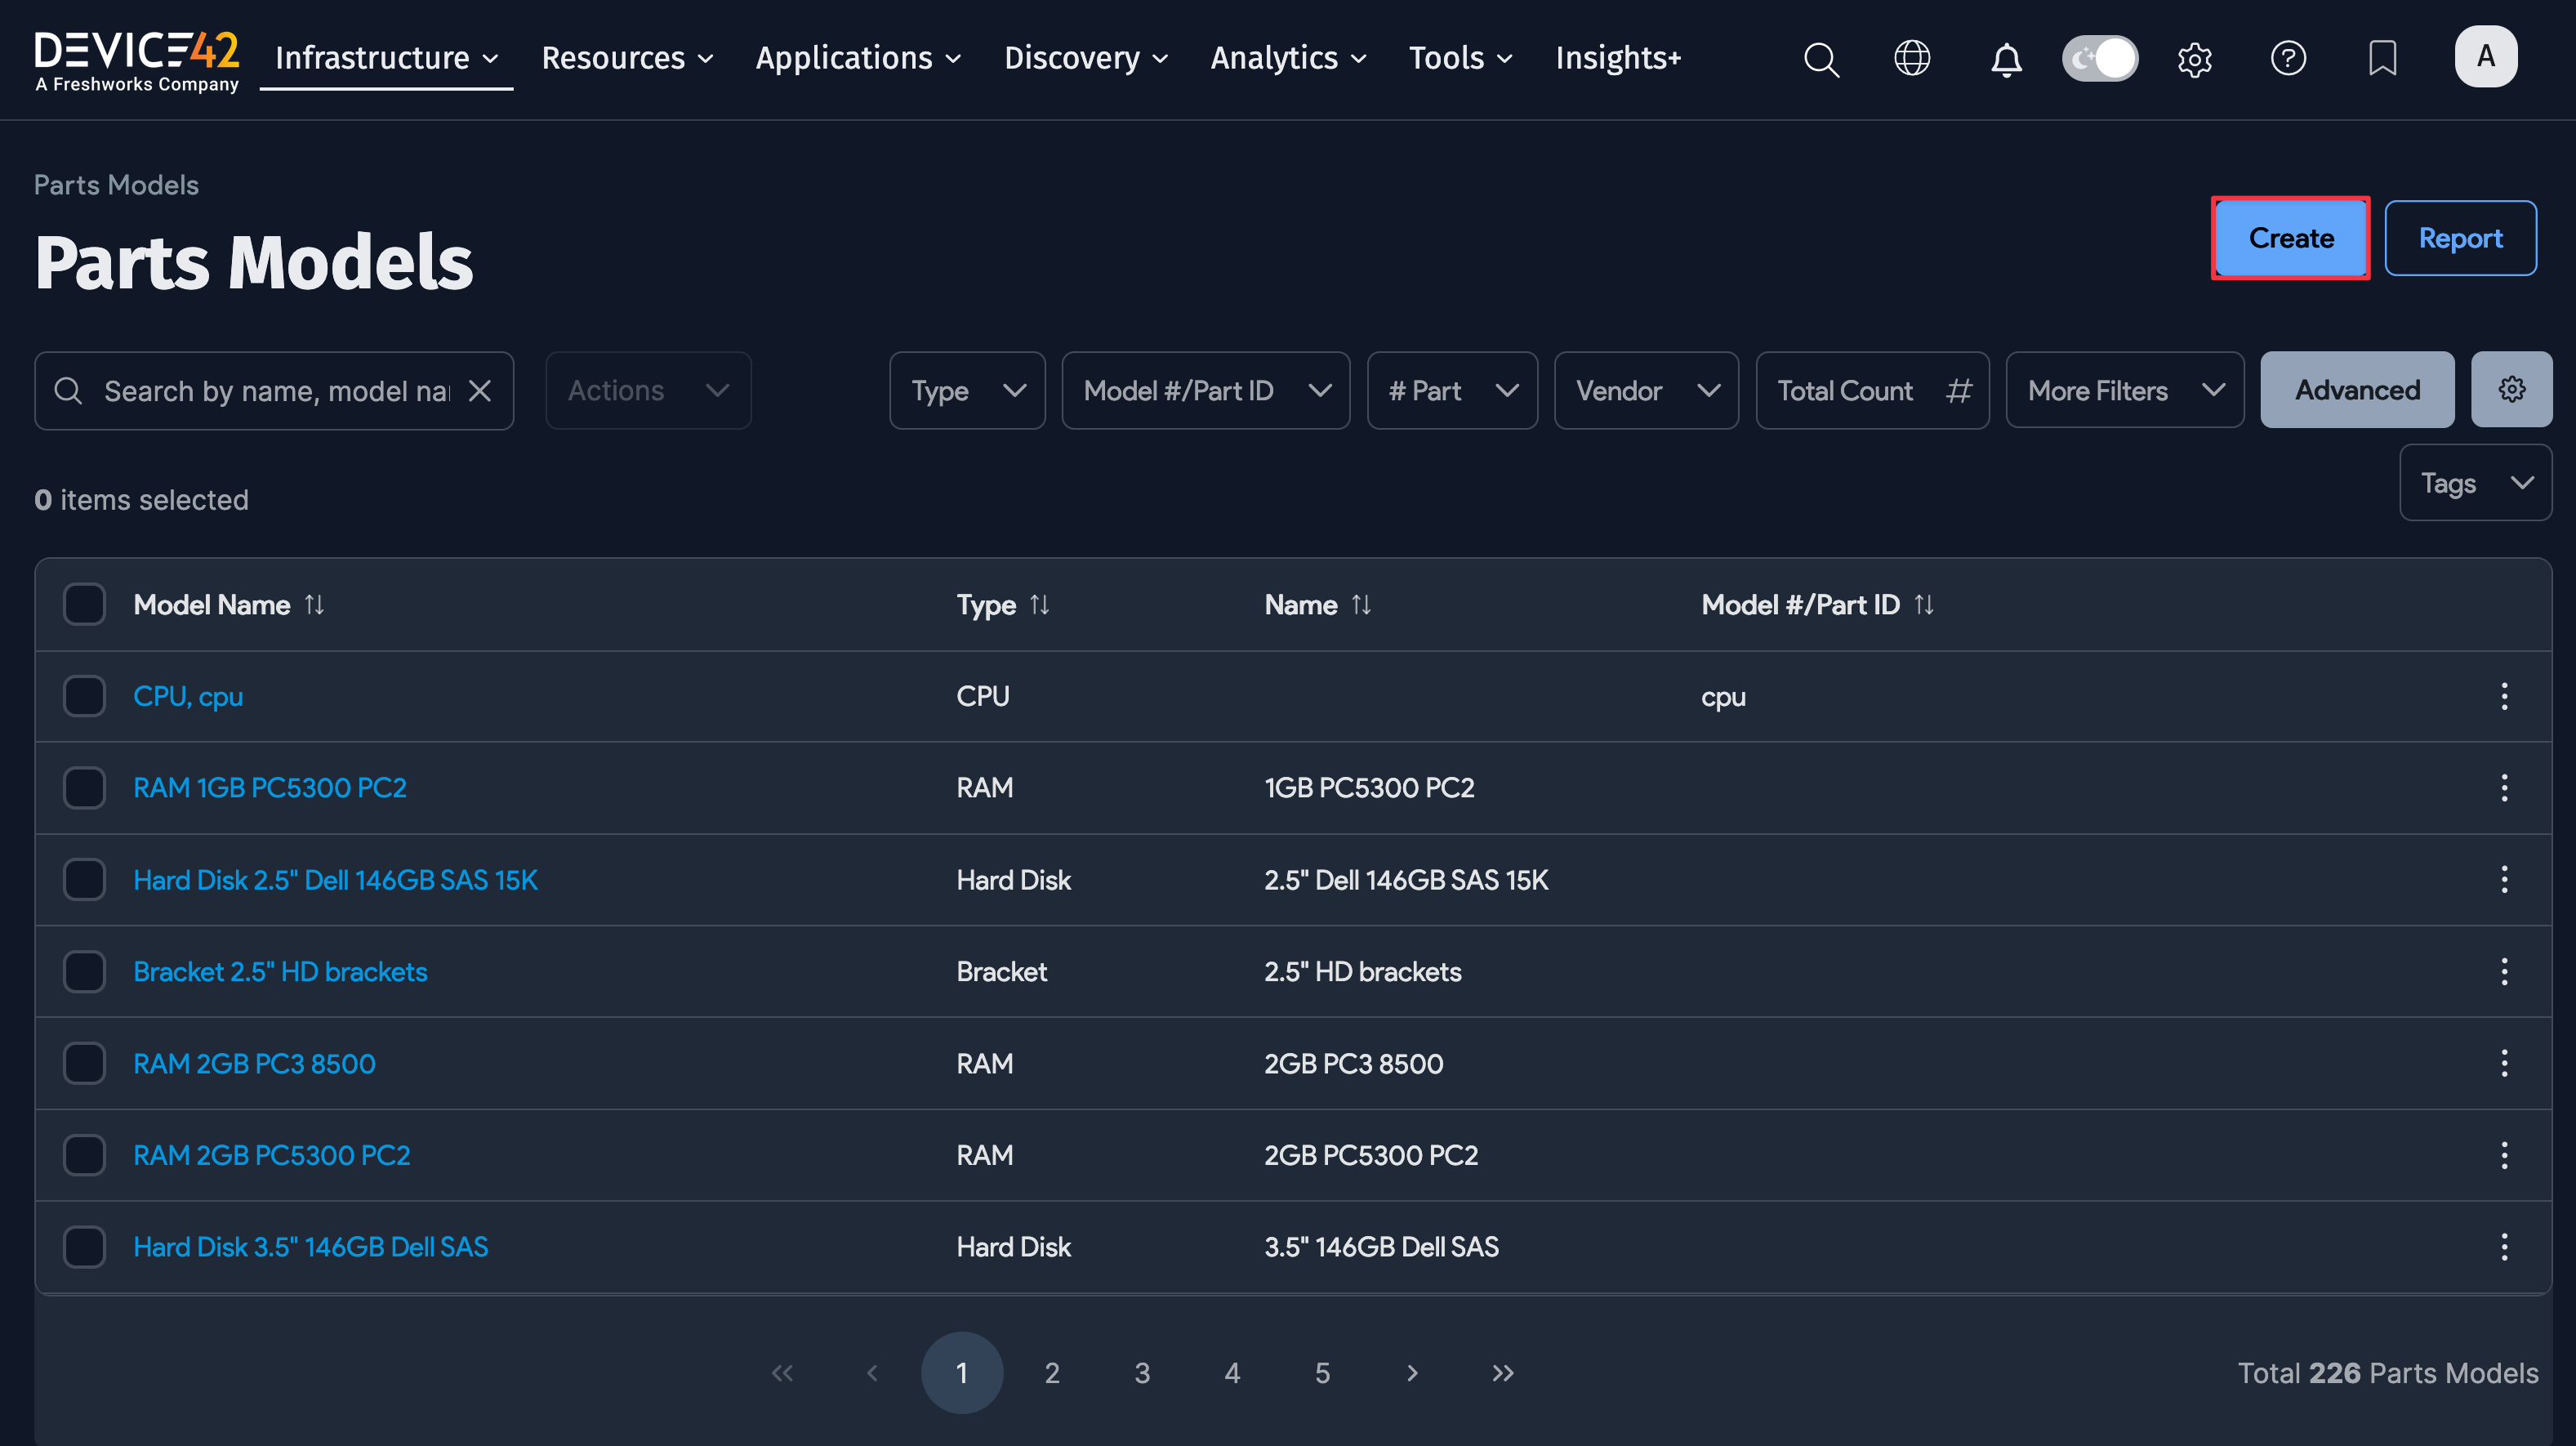 DEVICE42
A Freshworks Company
Infrastructure
Resources
Applications
Discovery
Analytics
Tools
Insights+
A
Parts Models
Parts Models
Create
Report
Search by name, model na
Actions
Type
Model #/Part ID
# Part
Vendor
Total Count #
More Filters
Advanced
Tags
0 items selected
Model Name Type Name Model #/Part ID
CPU, cpu CPU cpu
RAM 1GB PC5300 PC2 RAM 1GB PC5300 PC2
Hard Disk 2.5" Dell 146GB SAS 15K Hard Disk 2.5" Dell 146GB SAS 15K
Bracket 2.5" HD brackets Bracket 2.5" HD brackets
RAM 2GB PC3 8500 RAM 2GB PC3 8500
RAM 2GB PC5300 PC2 RAM 2GB PC5300 PC2
Hard Disk 3.5" 146GB Dell SAS Hard Disk 3.5" 146GB Dell SAS
« ‹ 1 2 3 4 5 › »
Total 226 Parts Models